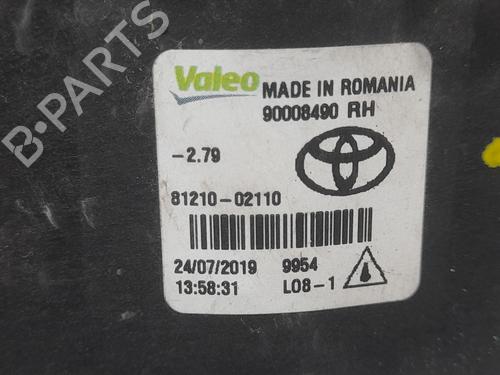 B-PARTS
Valeo
MADE IN ROMANIA
90008490 RH
-2.79
81210-02110
24/07/2019 9954
13:58:31 L08-1